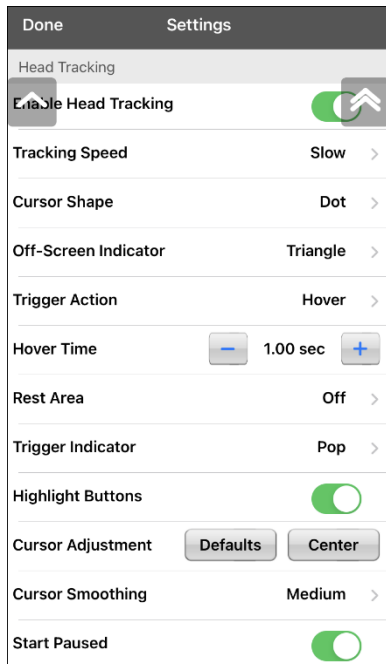 Done Settings
Head Tracking
Enable Head Tracking
Tracking Speed Slow
Cursor Shape Dot
Off-Screen Indicator Triangle
Trigger Action Hover
Hover Time − 1.00 sec +
Rest Area Off
Trigger Indicator Pop
Highlight Buttons
Cursor Adjustment Defaults Center
Cursor Smoothing Medium
Start Paused